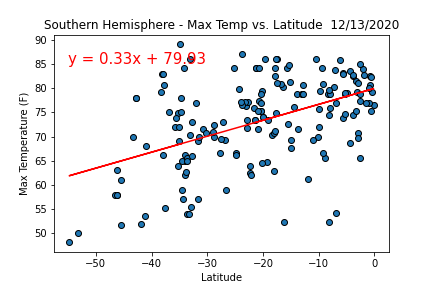 Southern Hemisphere - Max Temp vs. Latitude 12/13/2020
y = 0.33x + 79.93
90
85
80
75
70
65
60
55
50
Max Temperature (F)
−50 −40 −30 −20 −10 0
Latitude